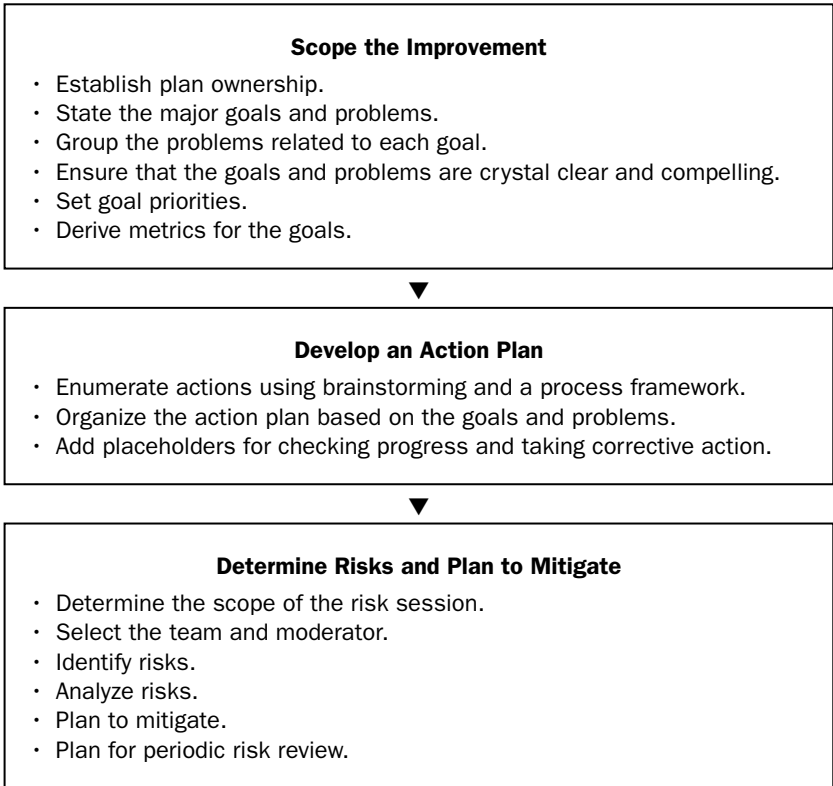 Scope the Improvement
· Establish plan ownership.
· State the major goals and problems.
· Group the problems related to each goal.
· Ensure that the goals and problems are crystal clear and compelling.
· Set goal priorities.
· Derive metrics for the goals.
▼
Develop an Action Plan
· Enumerate actions using brainstorming and a process framework.
· Organize the action plan based on the goals and problems.
· Add placeholders for checking progress and taking corrective action.
▼
Determine Risks and Plan to Mitigate
· Determine the scope of the risk session.
· Select the team and moderator.
· Identify risks.
· Analyze risks.
· Plan to mitigate.
· Plan for periodic risk review.